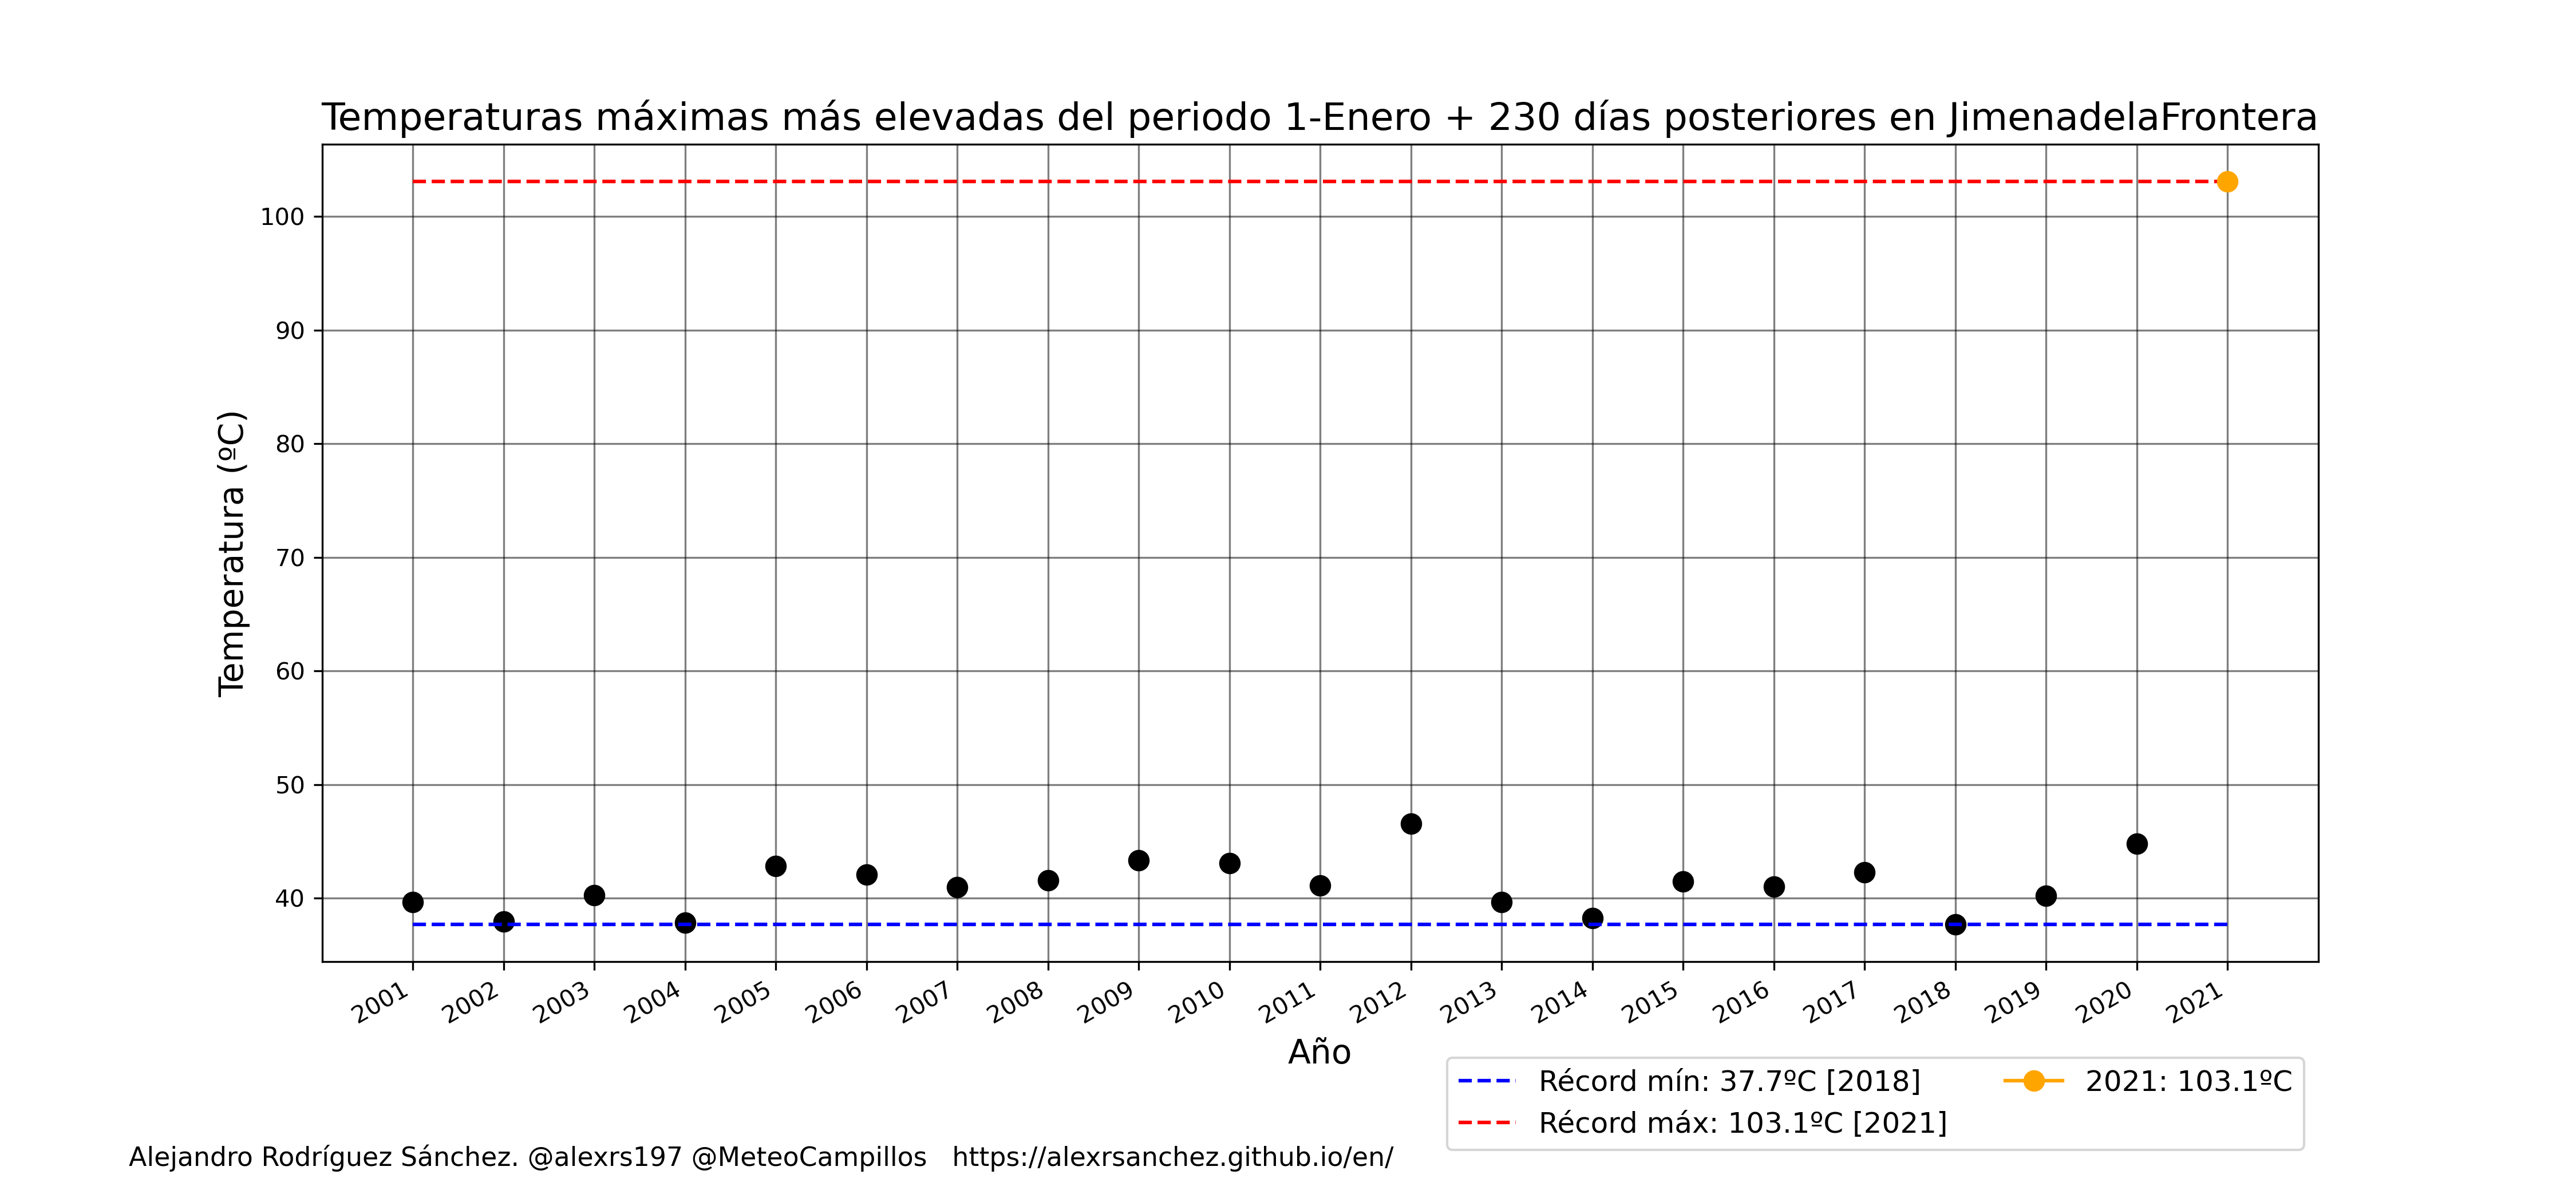 Temperaturas máximas más elevadas del periodo 1-Enero + 230 días posteriores en JimenadelaFrontera
Temperatura (ºC)
100
90
80
70
60
50
40
2001 2002 2003 2004 2005 2006 2007 2008 2009 2010 2011 2012 2013 2014 2015 2016 2017 2018 2019 2020 2021
Año
Récord mín: 37.7ºC [2018]
Récord máx: 103.1ºC [2021]
2021: 103.1ºC
Alejandro Rodríguez Sánchez. @alexrs197 @MeteoCampillos https://alexrsanchez.github.io/en/